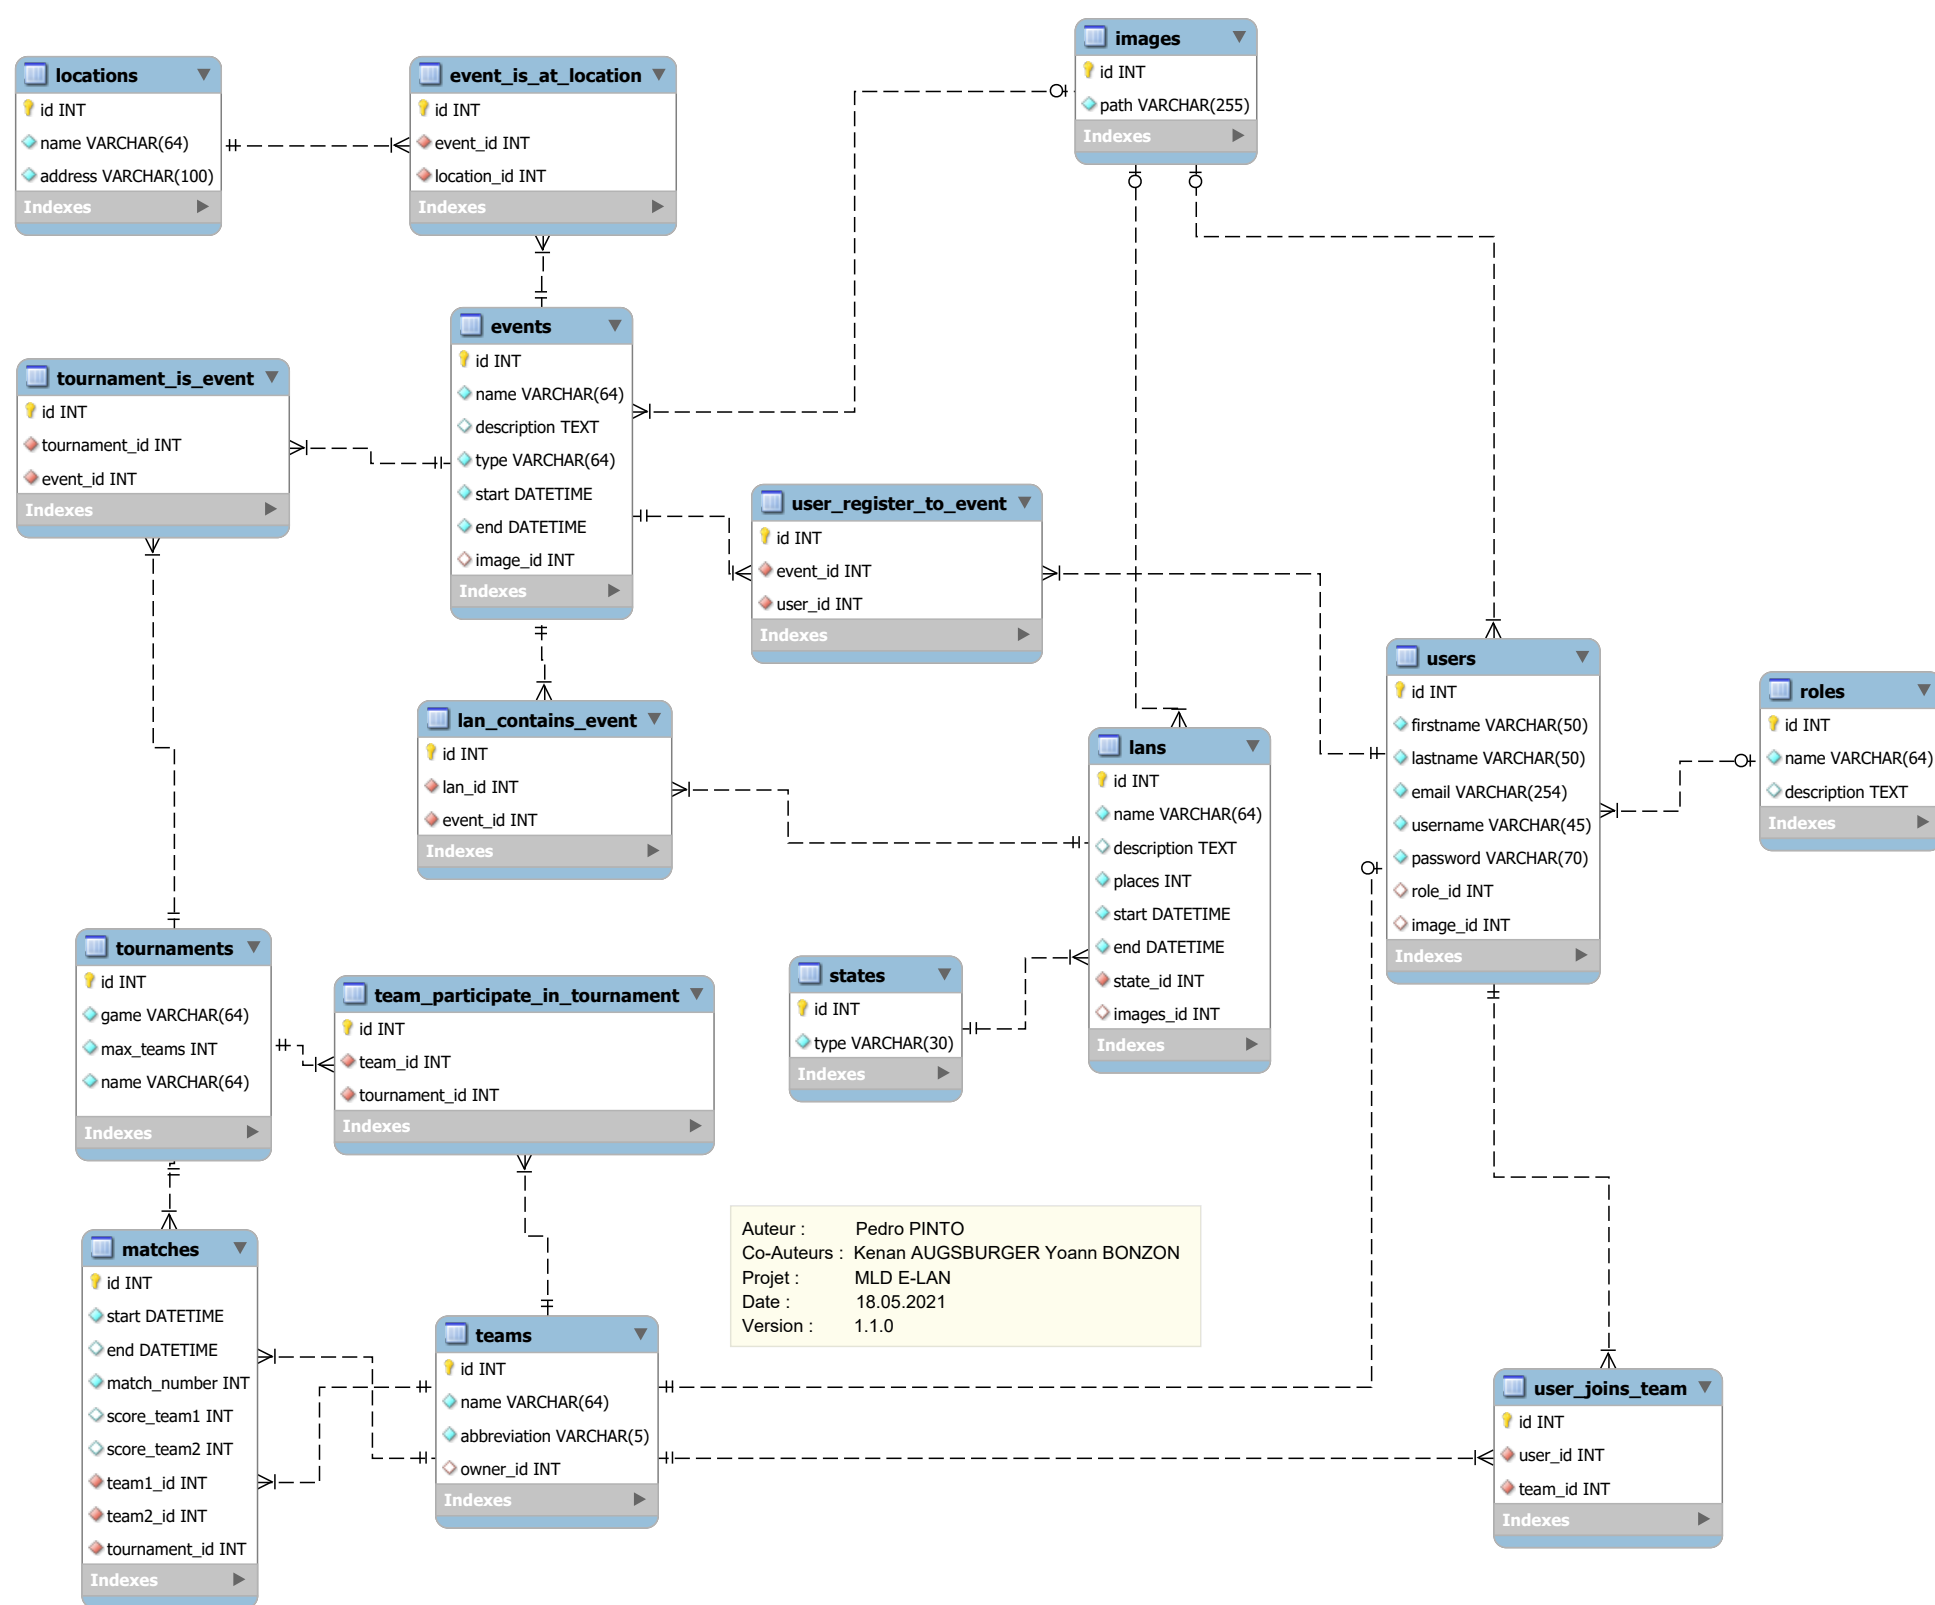 locations
id INT
name VARCHAR(64)
address VARCHAR(100)
Indexes
event_is_at_location
id INT
event_id INT
location_id INT
Indexes
images
id INT
path VARCHAR(255)
Indexes
events
id INT
name VARCHAR(64)
description TEXT
type VARCHAR(64)
start DATETIME
end DATETIME
image_id INT
Indexes
tournament_is_event
id INT
tournament_id INT
event_id INT
Indexes
user_register_to_event
id INT
event_id INT
user_id INT
Indexes
users
id INT
firstname VARCHAR(50)
lastname VARCHAR(50)
email VARCHAR(254)
username VARCHAR(45)
password VARCHAR(70)
role_id INT
image_id INT
Indexes
roles
id INT
name VARCHAR(64)
description TEXT
Indexes
lan_contains_event
id INT
lan_id INT
event_id INT
Indexes
lans
id INT
name VARCHAR(64)
description TEXT
places INT
start DATETIME
end DATETIME
state_id INT
images_id INT
Indexes
tournaments
id INT
game VARCHAR(64)
max_teams INT
name VARCHAR(64)
Indexes
team_participate_in_tournament
id INT
team_id INT
tournament_id INT
Indexes
states
id INT
type VARCHAR(30)
Indexes
matches
id INT
start DATETIME
end DATETIME
match_number INT
score_team1 INT
score_team2 INT
team1_id INT
team2_id INT
tournament_id INT
Indexes
teams
id INT
name VARCHAR(64)
abbreviation VARCHAR(5)
owner_id INT
Indexes
Auteur : Pedro PINTO
Co-Auteurs : Kenan AUGSBURGER Yoann BONZON
Projet : MLD E-LAN
Date : 18.05.2021
Version : 1.1.0
user_joins_team
id INT
user_id INT
team_id INT
Indexes